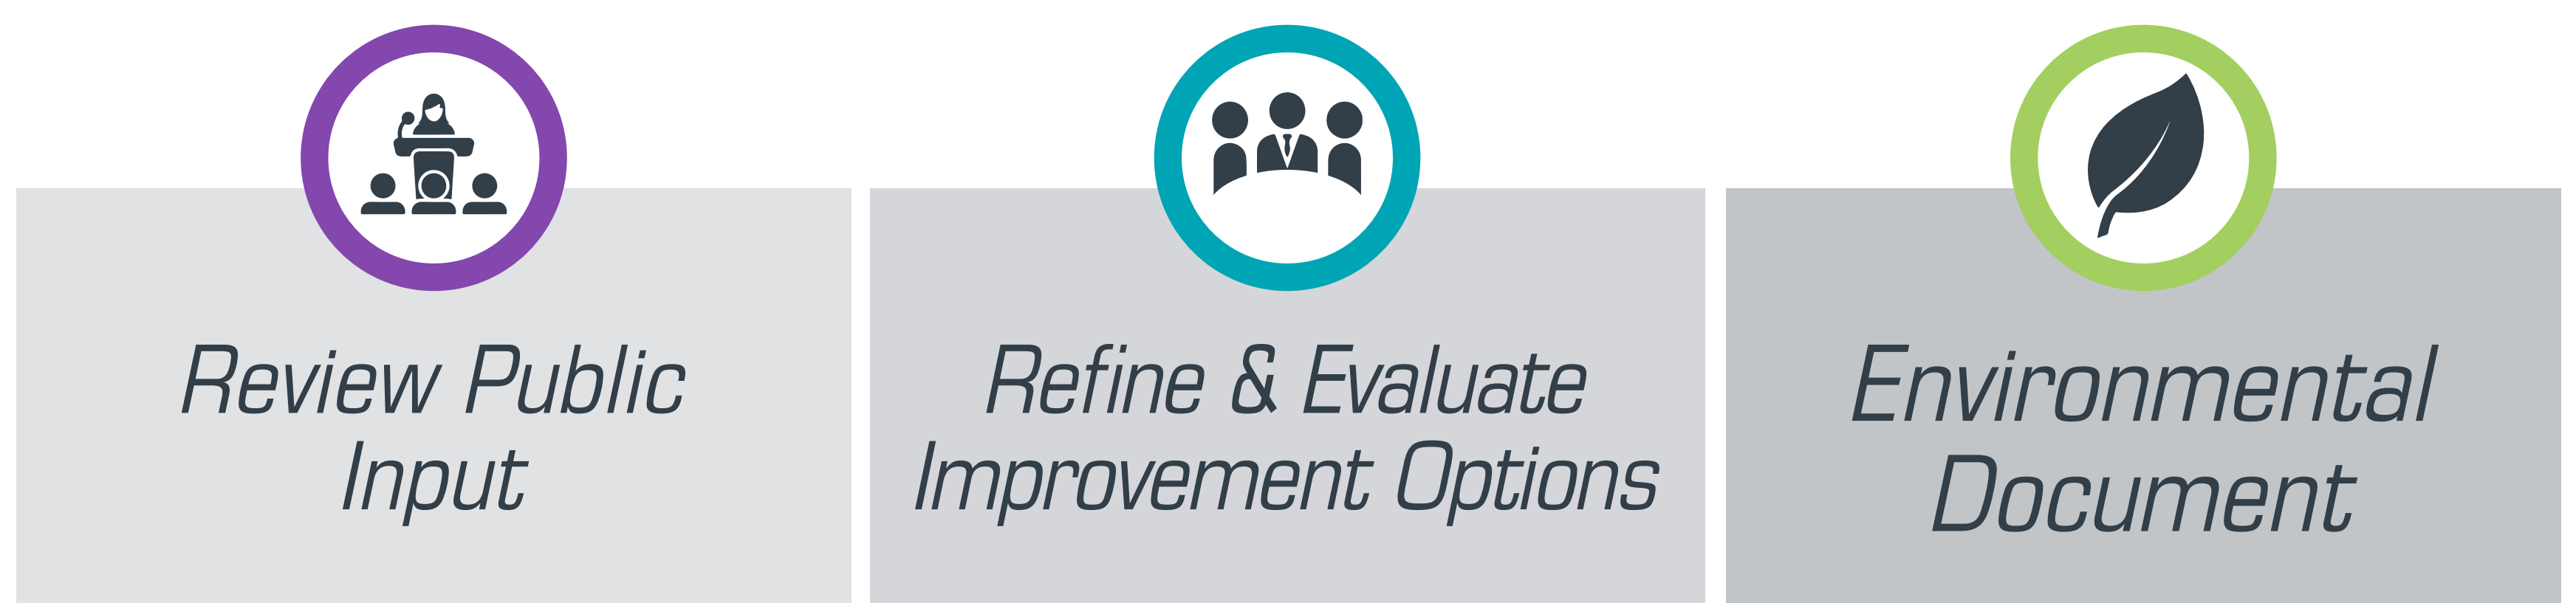 Review Public
Input
Refine & Evaluate
Improvement Options
Environmental
Document